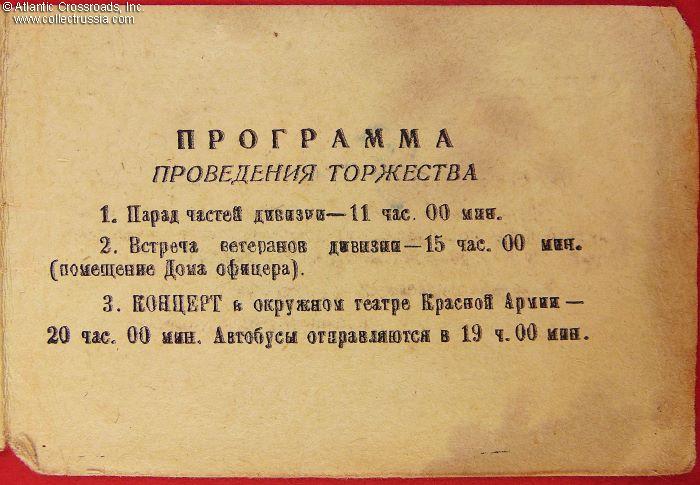 © Atlantic Crossroads, Inc.
www.collectrussia.com
ПРОГРАММА
ПРОВЕДЕНИЯ ТОРЖЕСТВА
1. Парад частей дивизии—11 час. 00 мин.
2. Встреча ветеранов дивизии—15 час. 00 мин.
(помещение Дома офицера).
3. КОНЦЕРТ в окружном театре Красной Армии—
20 час. 00 мин. Автобусы отправляются в 19 ч. 00 мин.